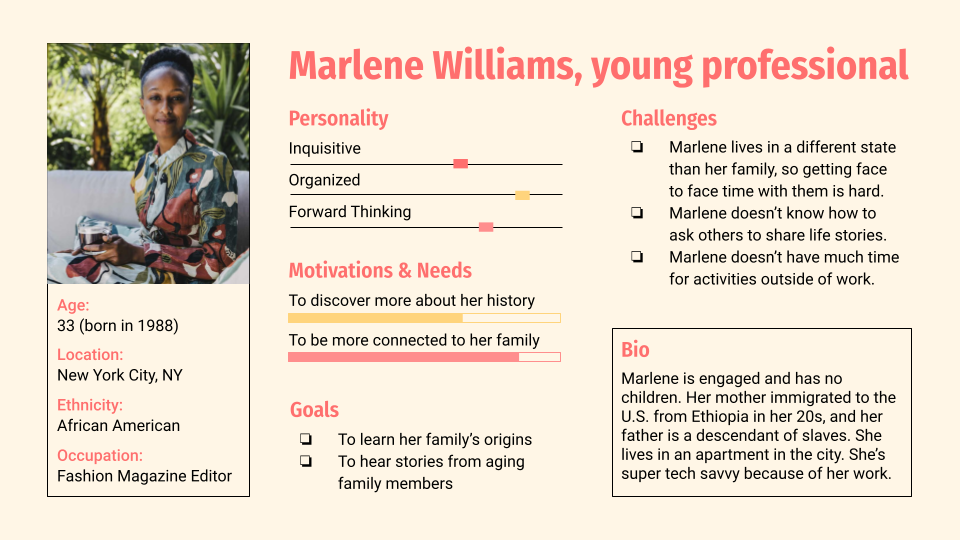 Marlene Williams, young professional
Age:
33 (born in 1988)
Location:
New York City, NY
Ethnicity:
African American
Occupation:
Fashion Magazine Editor
Personality
Inquisitive
Organized
Forward Thinking
Motivations & Needs
To discover more about her history
To be more connected to her family
Goals
To learn her family’s origins
To hear stories from aging
family members
Challenges
Marlene lives in a different state
than her family, so getting face
to face time with them is hard.
Marlene doesn’t know how to
ask others to share life stories.
Marlene doesn’t have much time
for activities outside of work.
Bio
Marlene is engaged and has no
children. Her mother immigrated to the
U.S. from Ethiopia in her 20s, and her
father is a descendant of slaves. She
lives in an apartment in the city. She’s
super tech savvy because of her work.